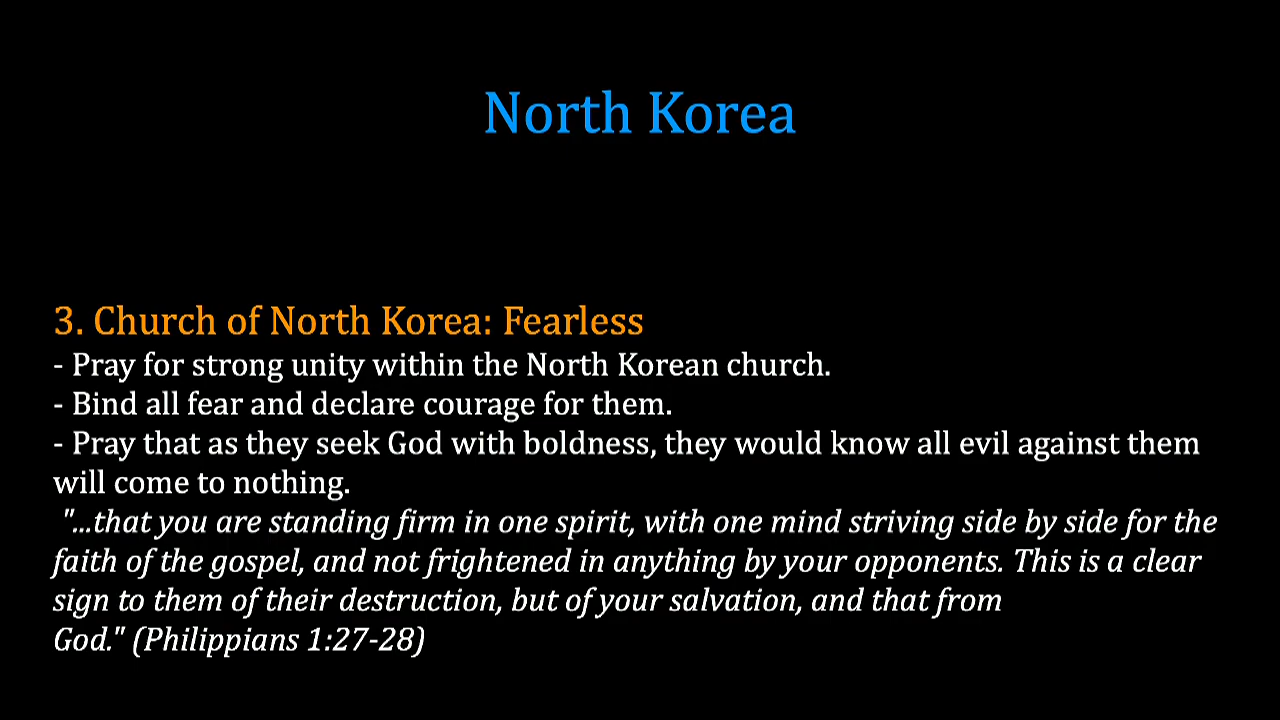 North Korea
3. Church of North Korea: Fearless
- Pray for strong unity within the North Korean church.
- Bind all fear and declare courage for them.
- Pray that as they seek God with boldness, they would know all evil against them
will come to nothing.
"...that you are standing firm in one spirit, with one mind striving side by side for the
faith of the gospel, and not frightened in anything by your opponents. This is a clear
sign to them of their destruction, but of your salvation, and that from
God." (Philippians 1:27-28)